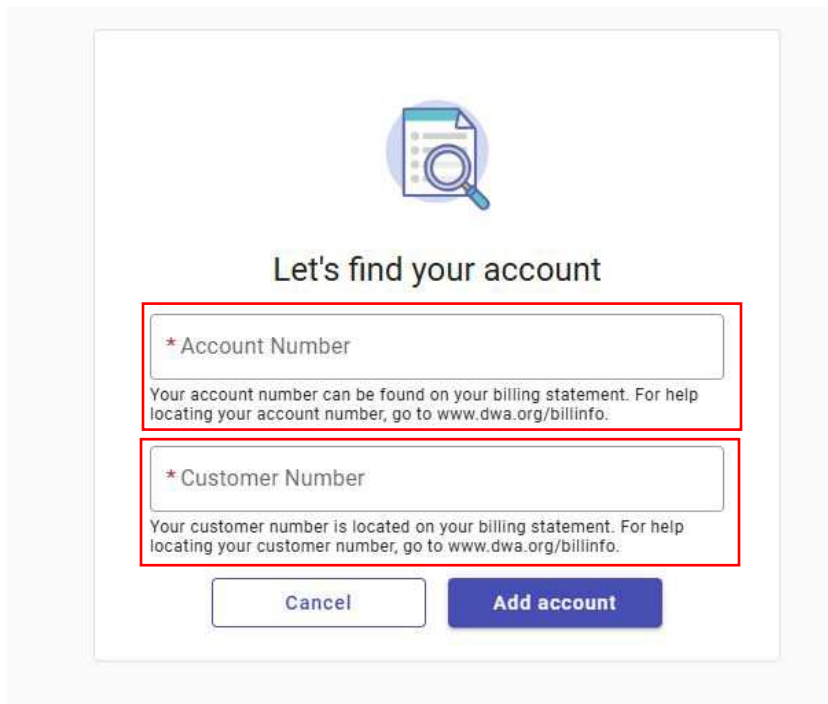 Let's find your account
* Account Number
Your account number can be found on your billing statement. For help
locating your account number, go to www.dwa.org/billinfo.
* Customer Number
Your customer number is located on your billing statement. For help
locating your customer number, go to www.dwa.org/billinfo.
Cancel
Add account